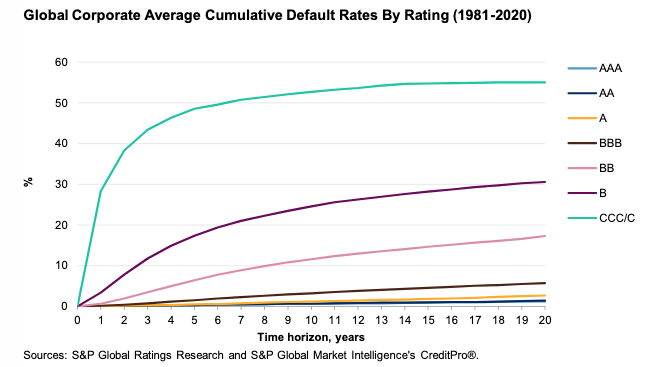 Global Corporate Average Cumulative Default Rates By Rating (1981-2020)
60
50
40
30
20
10
0
%
0 1 2 3 4 5 6 7 8 9 10 11 12 13 14 15 16 17 18 19 20
Time horizon, years
AAA
AA
A
BBB
BB
B
CCC/C
Sources: S&P Global Ratings Research and S&P Global Market Intelligence's CreditPro®.